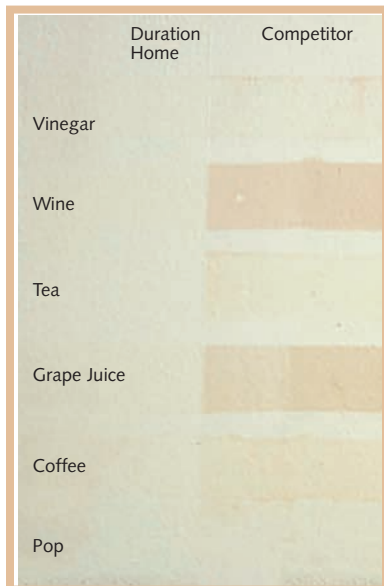 Duration Competitor
Home
Vinegar
Wine
Tea
Grape Juice
Coffee
Pop